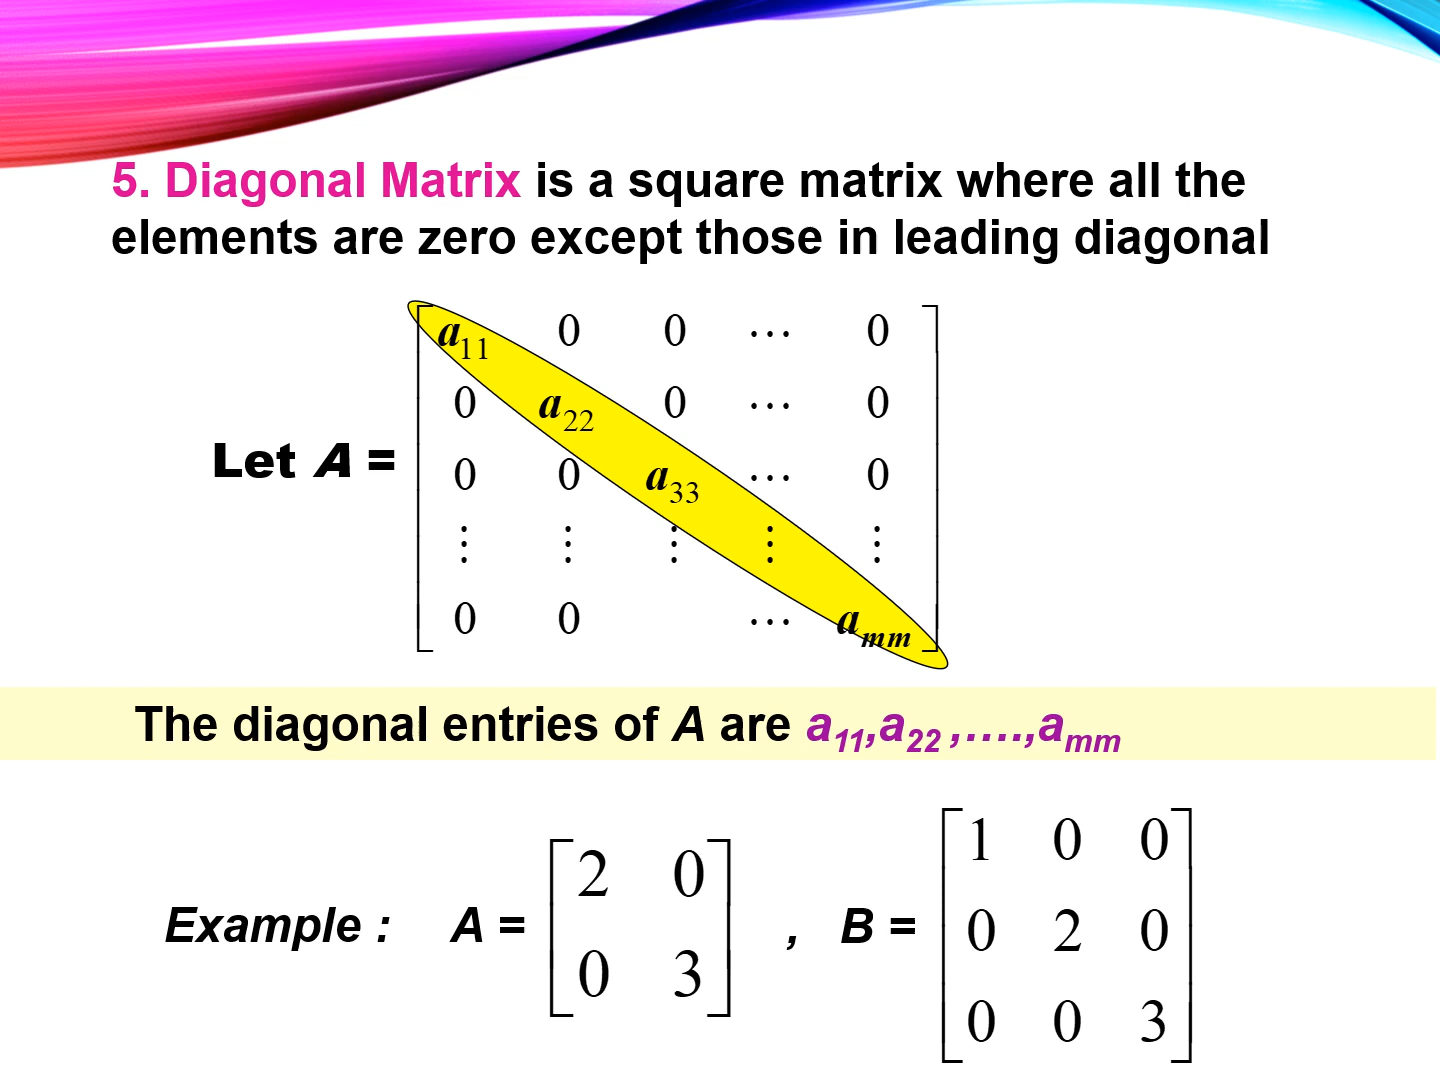 5. Diagonal Matrix is a square matrix where all the
elements are zero except those in leading diagonal
Let A =
a₁₁ 0 0 ⋯ 0
0 a₂₂ 0 ⋯ 0
0 0 a₃₃ ⋯ 0
⋮ ⋮ ⋮ ⋮ ⋮
0 0 ⋯ aₘₘ
The diagonal entries of A are a₁₁,a₂₂ ,….,aₘₘ
Example : A =
2 0
0 3
, B =
1 0 0
0 2 0
0 0 3